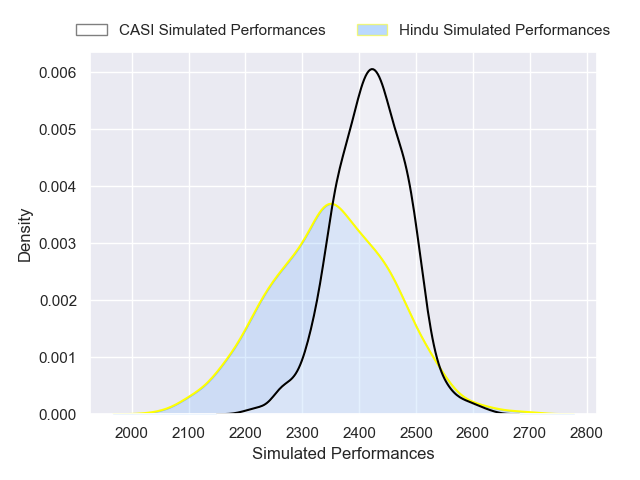 CASI Simulated Performances
Hindu Simulated Performances
0.006
0.005
0.004
0.003
0.002
0.001
0.000
Density
2000 2100 2200 2300 2400 2500 2600 2700 2800
Simulated Performances